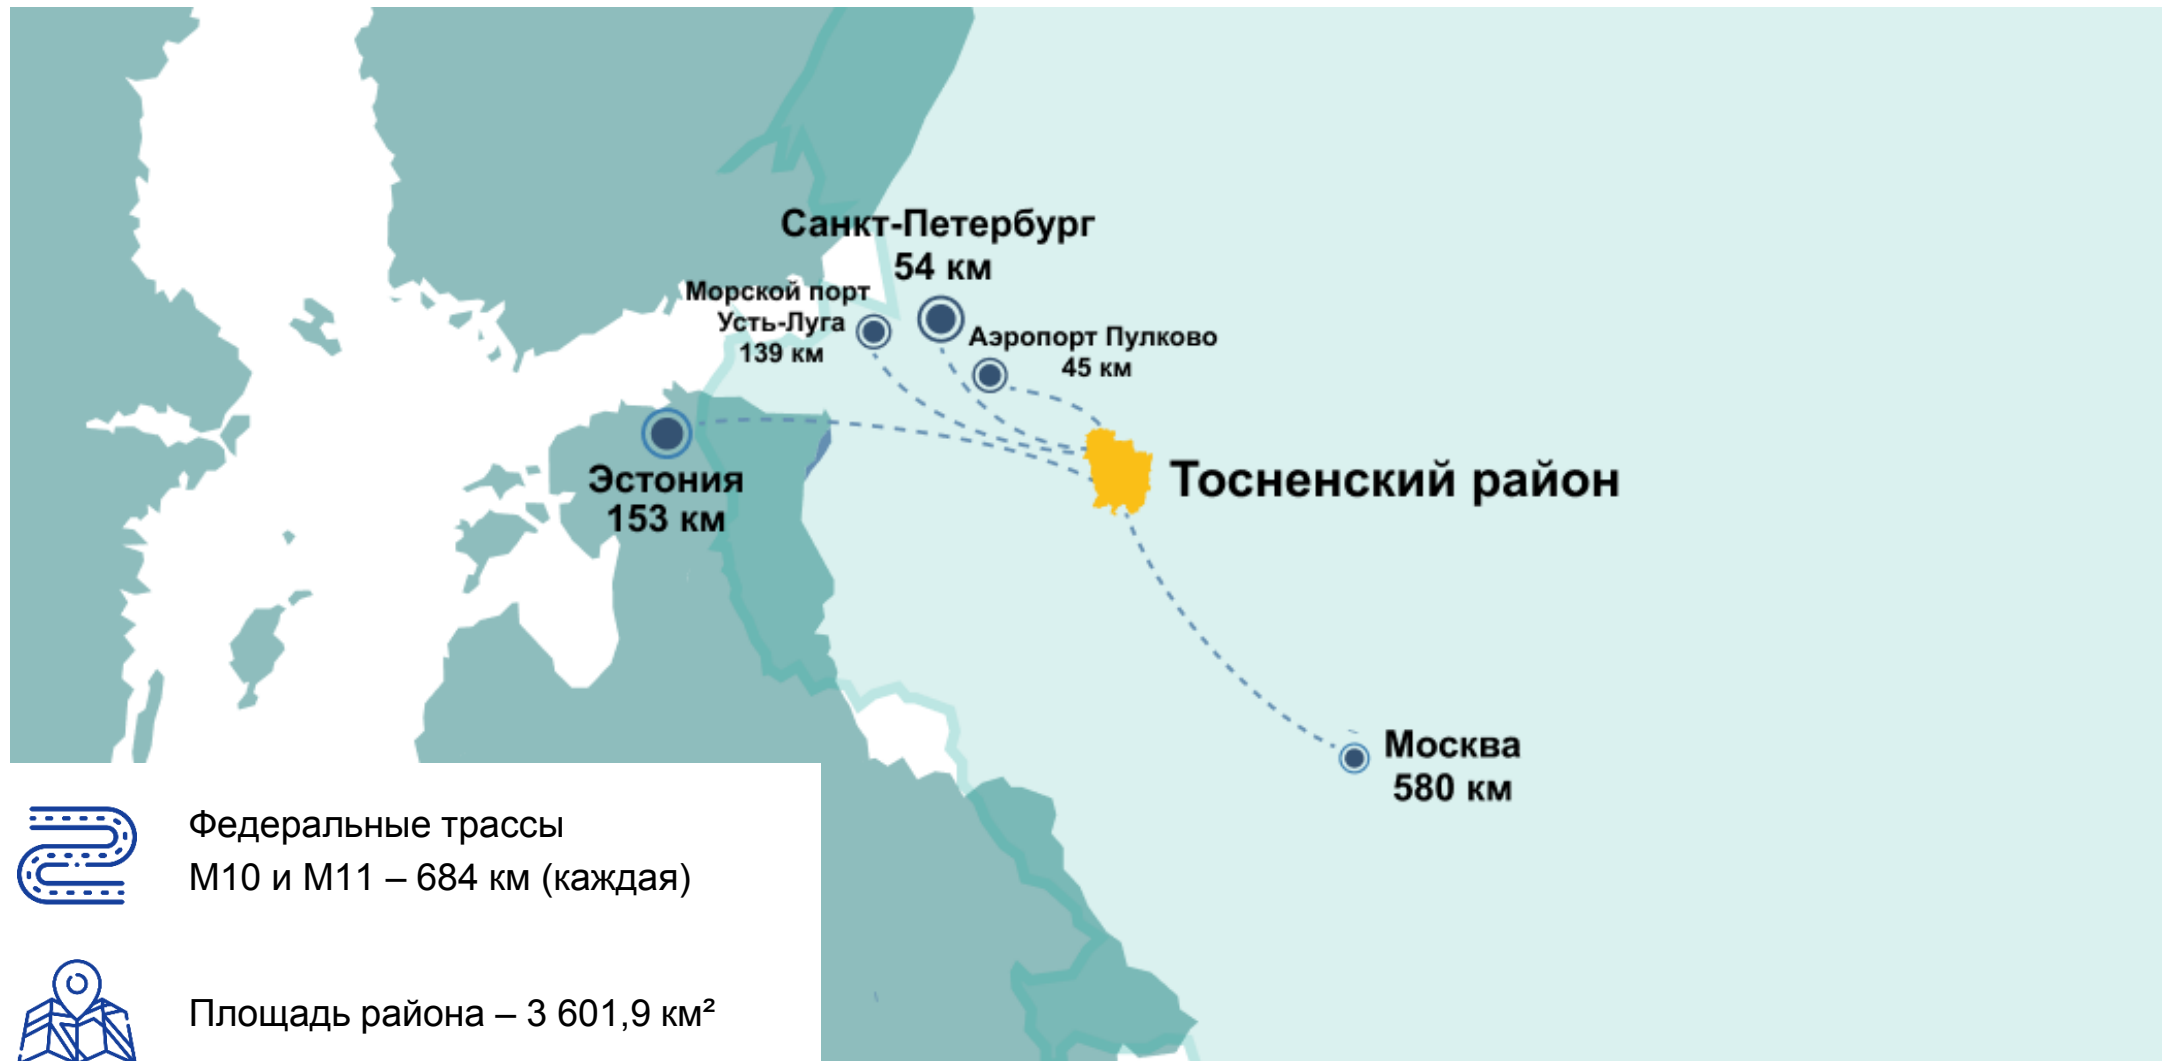 Санкт-Петербург
54 км
Морской порт
Усть-Луга
139 км
Аэропорт Пулково
45 км
Эстония
153 км
Тосненский район
Москва
580 км
Федеральные трассы
М10 и М11 – 684 км (каждая)
Площадь района – 3 601,9 км²